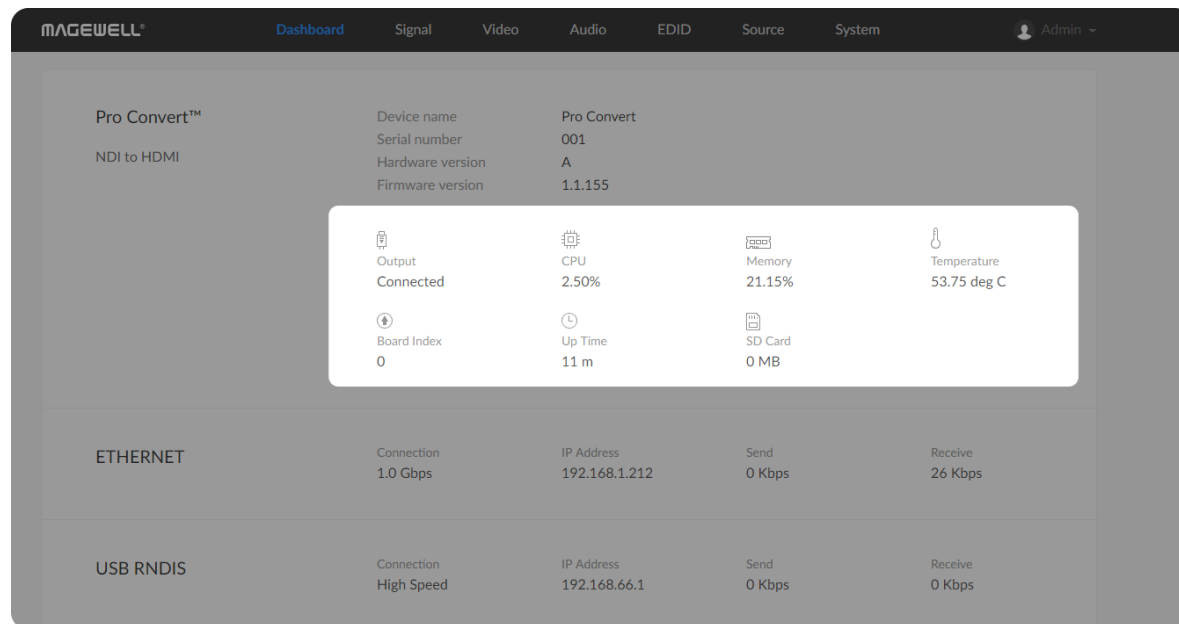 MAGEWELL® Dashboard Signal Video Audio EDID Source System Admin
Pro Convert™
NDI to HDMI
Device name Pro Convert
Serial number 001
Hardware version A
Firmware version 1.1.155
Output CPU Memory Temperature
Connected 2.50% 21.15% 53.75 deg C
Board Index Up Time SD Card
0 11 m 0 MB
ETHERNET
Connection IP Address Send Receive
1.0 Gbps 192.168.1.212 0 Kbps 26 Kbps
USB RNDIS
Connection IP Address Send Receive
High Speed 192.168.66.1 0 Kbps 0 Kbps